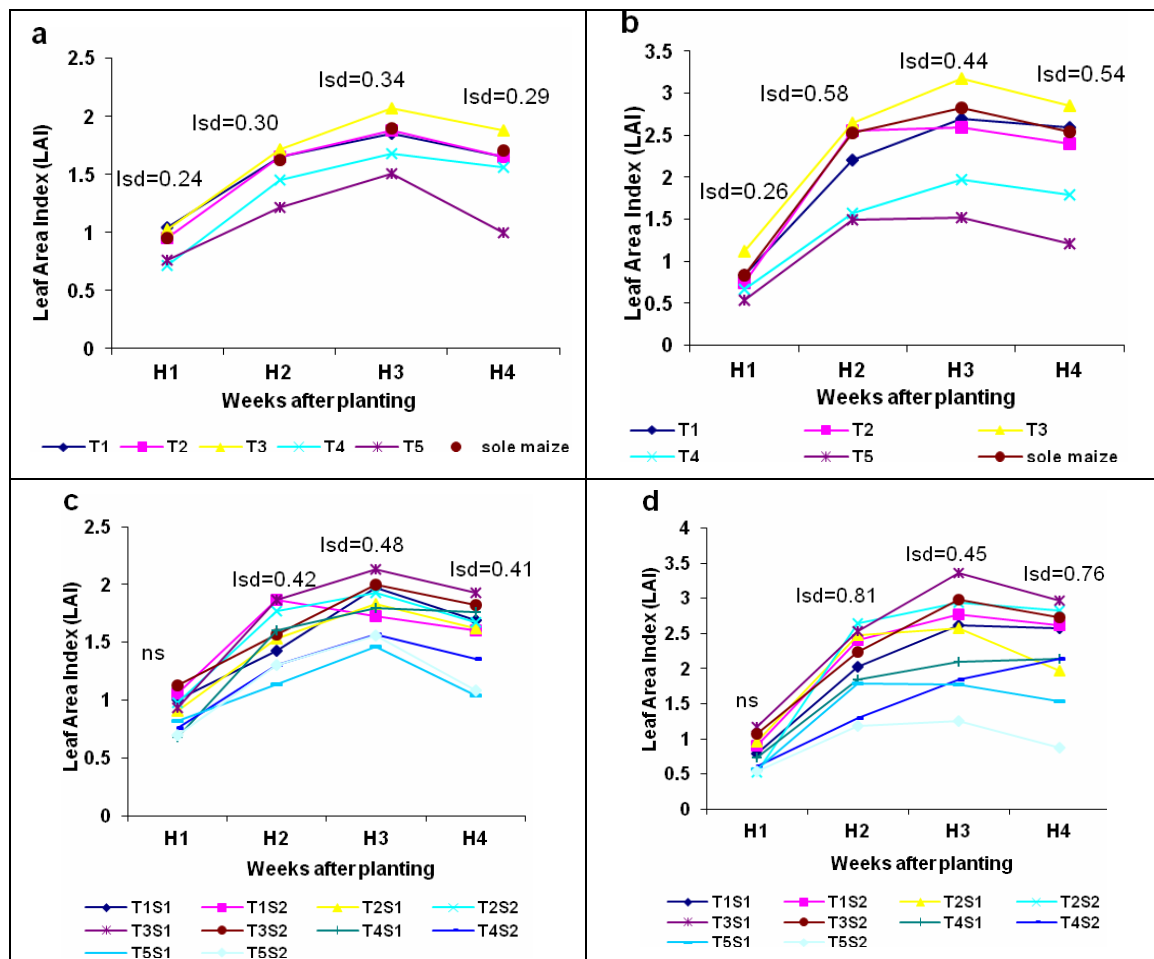 a
lsd=0.34
lsd=0.29
lsd=0.30
lsd=0.24
Leaf Area Index (LAI)
2.5
2
1.5
1
0.5
0
H1 H2 H3 H4
Weeks after planting
T1 T2 T3 T4 T5 sole maize
b
lsd=0.44
lsd=0.54
lsd=0.58
lsd=0.26
Leaf Area Index (LAI)
3.5
3
2.5
2
1.5
1
0.5
0
H1 H2 H3 H4
Weeks after planting
T1 T2 T3
T4 T5 sole maize
c
lsd=0.48
lsd=0.41
lsd=0.42
ns
Leaf Area Index (LAI)
2.5
2
1.5
1
0.5
0
H1 H2 H3 H4
Weeks after planting
T1S1 T1S2 T2S1 T2S2
T3S1 T3S2 T4S1 T4S2
T5S1 T5S2
d
lsd=0.45
lsd=0.76
lsd=0.81
ns
Leaf Area Index (LAI)
4
3.5
3
2.5
2
1.5
1
0.5
0
H1 H2 H3 H4
Weeks after planting
T1S1 T1S2 T2S1 T2S2
T3S1 T3S2 T4S1 T4S2
T5S1 T5S2